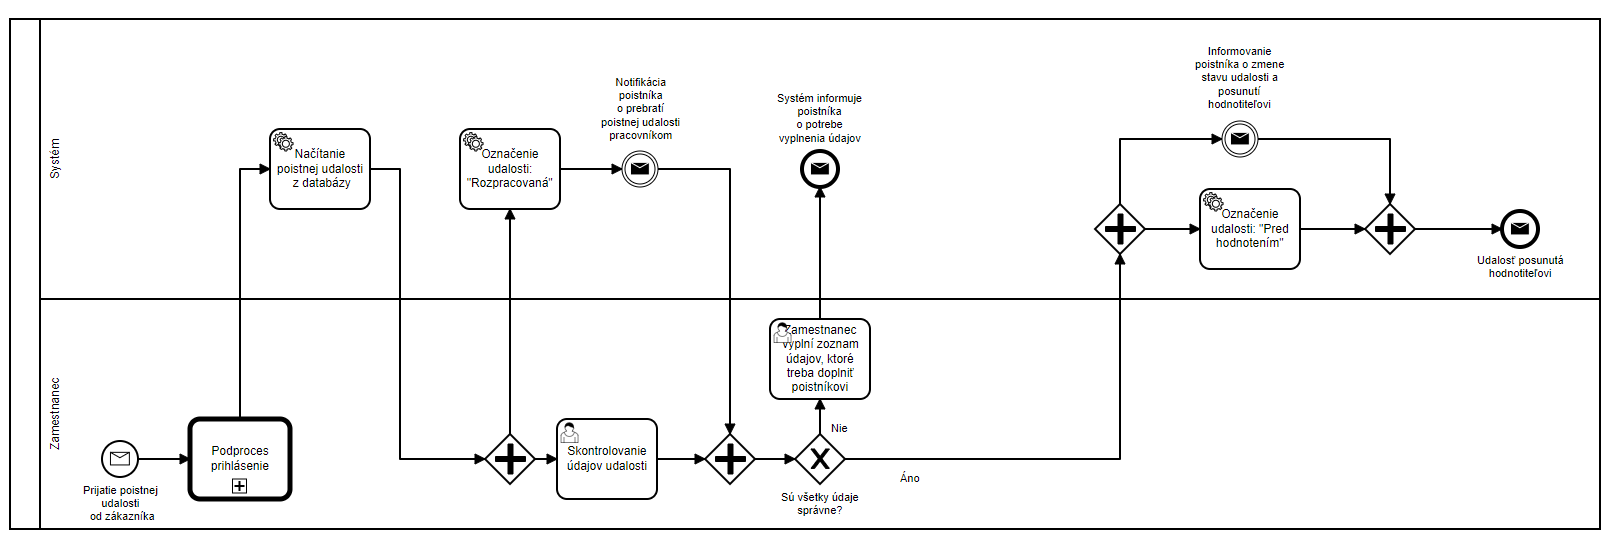 Systém
Načítanie
poistnej udalosti
z databázy
Označenie
udalosti:
"Rozpracovaná"
Notifikácia
poistníka
o prebratí
poistnej udalosti
pracovníkom
Systém informuje
poistníka
o potrebe
vyplnenia údajov
Informovanie
poistníka o zmene
stavu udalosti a
posunutí
hodnotiteľovi
Označenie
udalosti: "Pred
hodnotením"
Udalosť posunutá
hodnotiteľovi
Zamestnanec
Prijatie poistnej
udalosti
od zákazníka
Podproces
prihlásenie
Skontrolovanie
údajov udalosti
Zamestnanec
vyplní zoznam
údajov, ktoré
treba doplniť
poistníkovi
Nie
Sú všetky údaje
správne?
Áno